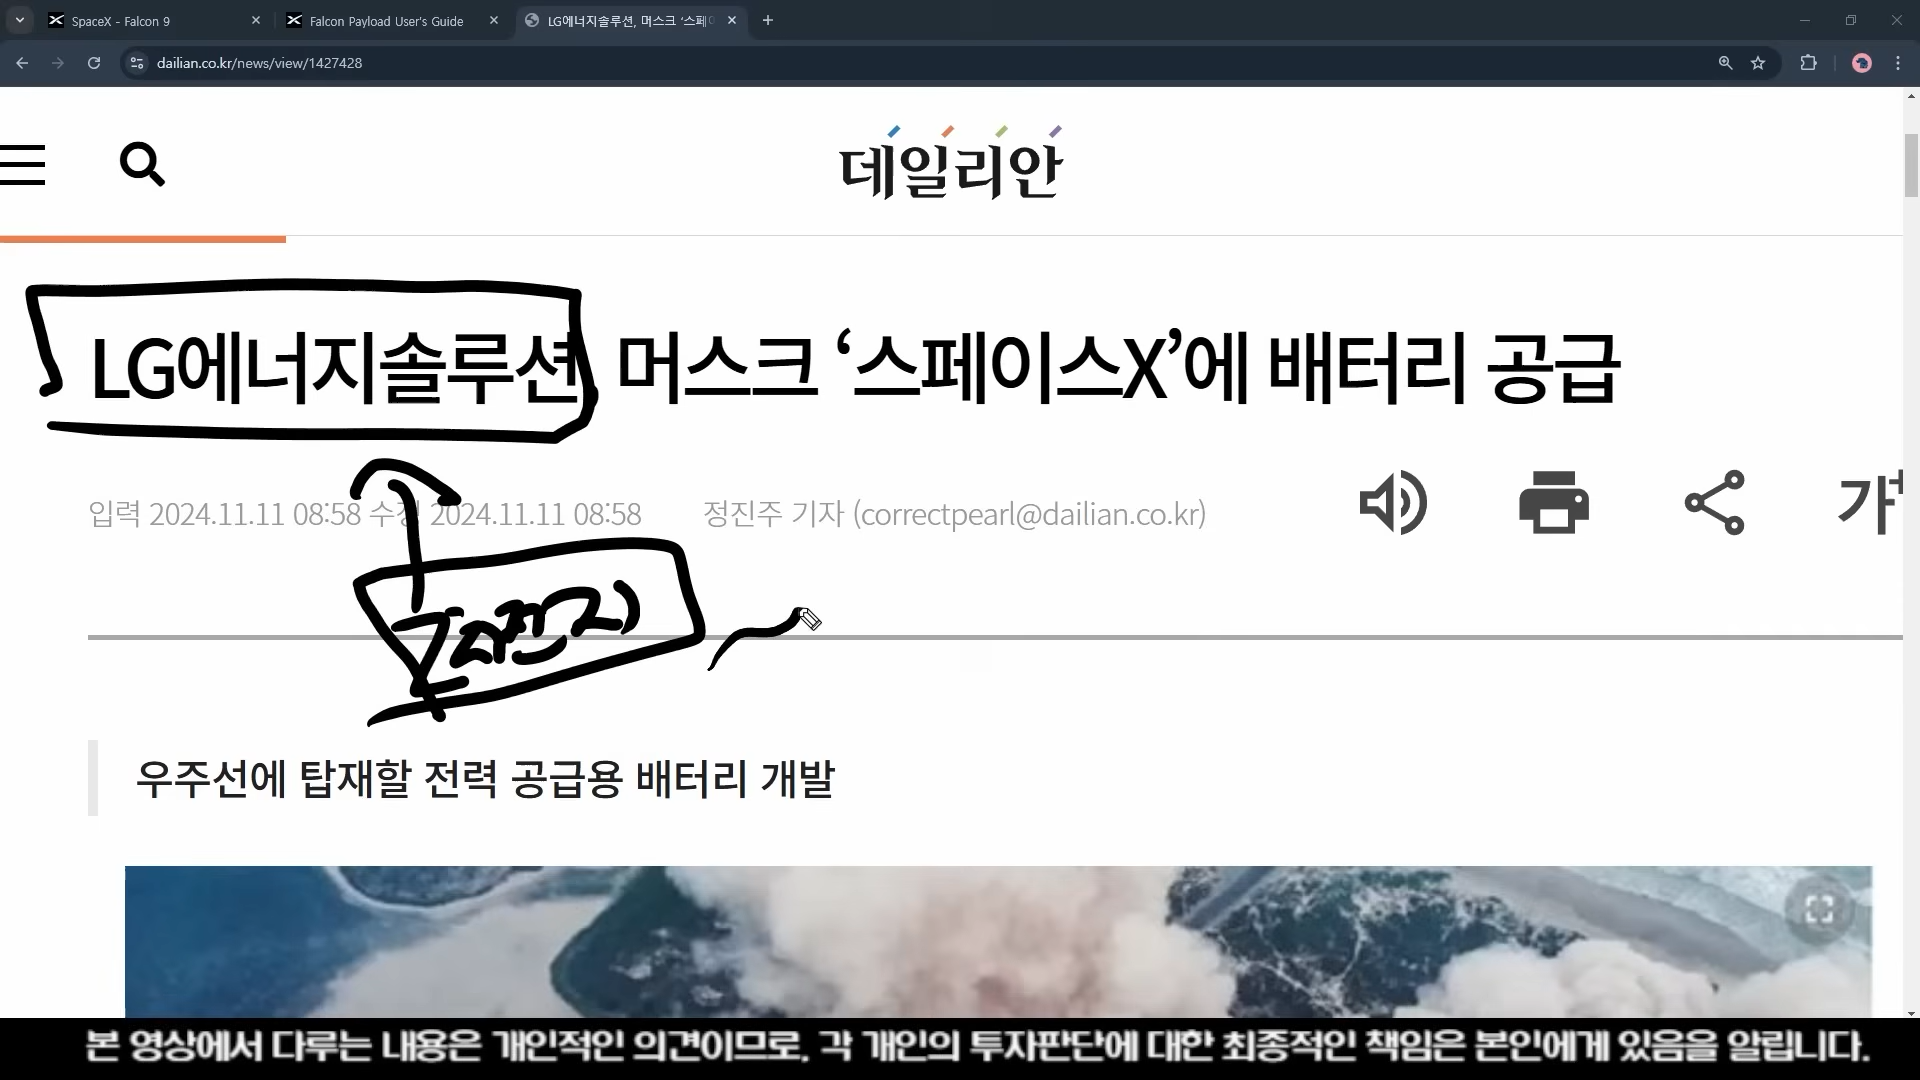 SpaceX - Falcon 9
Falcon Payload User's Guide
LG에너지솔루션, 머스크 ‘스페이
dailian.co.kr/news/view/1427428
데일리안
LG에너지솔루션, 머스크 ‘스페이스X’에 배터리 공급
입력 2024.11.11 08:58 수정 2024.11.11 08:58 정진주 기자 (correctpearl@dailian.co.kr)
가+
우주선에 탑재할 전력 공급용 배터리 개발
본 영상에서 다루는 내용은 개인적인 의견이므로, 각 개인의 투자판단에 대한 최종적인 책임은 본인에게 있음을 알립니다.